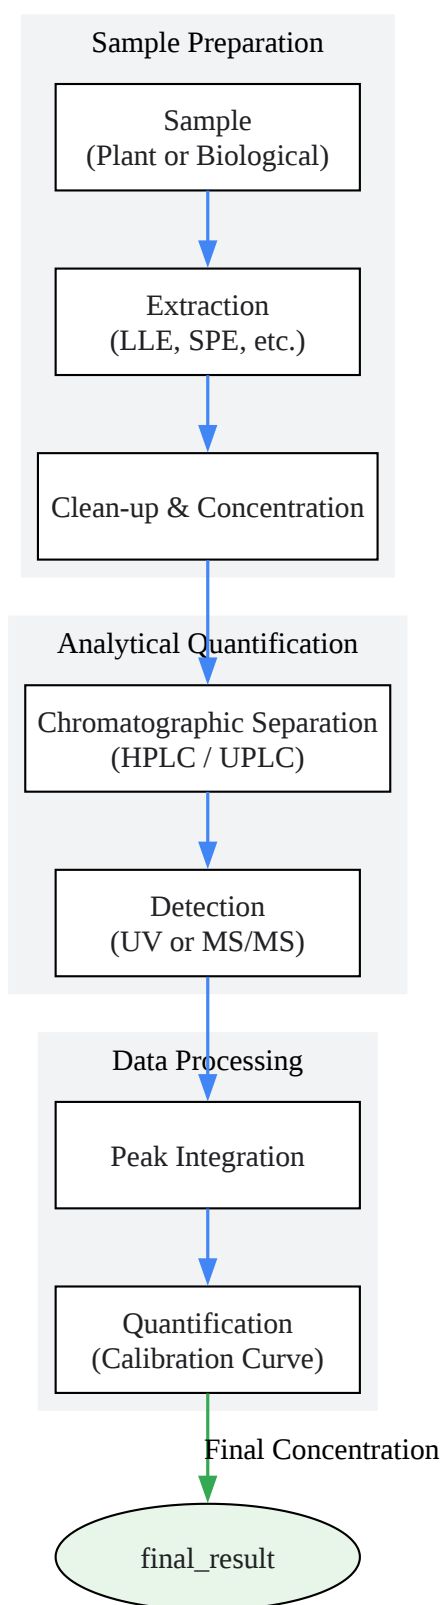 Sample Preparation
Sample
(Plant or Biological)
Extraction
(LLE, SPE, etc.)
Clean-up & Concentration
Analytical Quantification
Chromatographic Separation
(HPLC / UPLC)
Detection
(UV or MS/MS)
Data Processing
Peak Integration
Quantification
(Calibration Curve)
Final Concentration
final_result